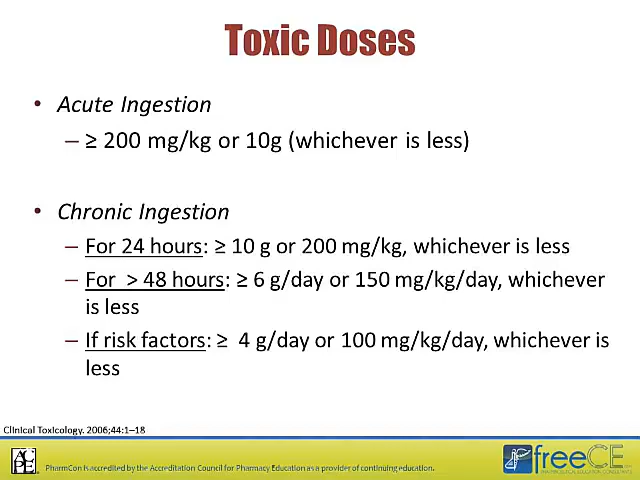 Toxic Doses
• Acute Ingestion
– ≥ 200 mg/kg or 10g (whichever is less)
• Chronic Ingestion
– For 24 hours: ≥ 10 g or 200 mg/kg, whichever is less
– For > 48 hours: ≥ 6 g/day or 150 mg/kg/day, whichever
is less
– If risk factors: ≥ 4 g/day or 100 mg/kg/day, whichever is
less
Clinical Toxicology. 2006;44:1–18
ACPE
PharmCon is accredited by the Accreditation Council for Pharmacy Education as a provider of continuing education.
freeCE